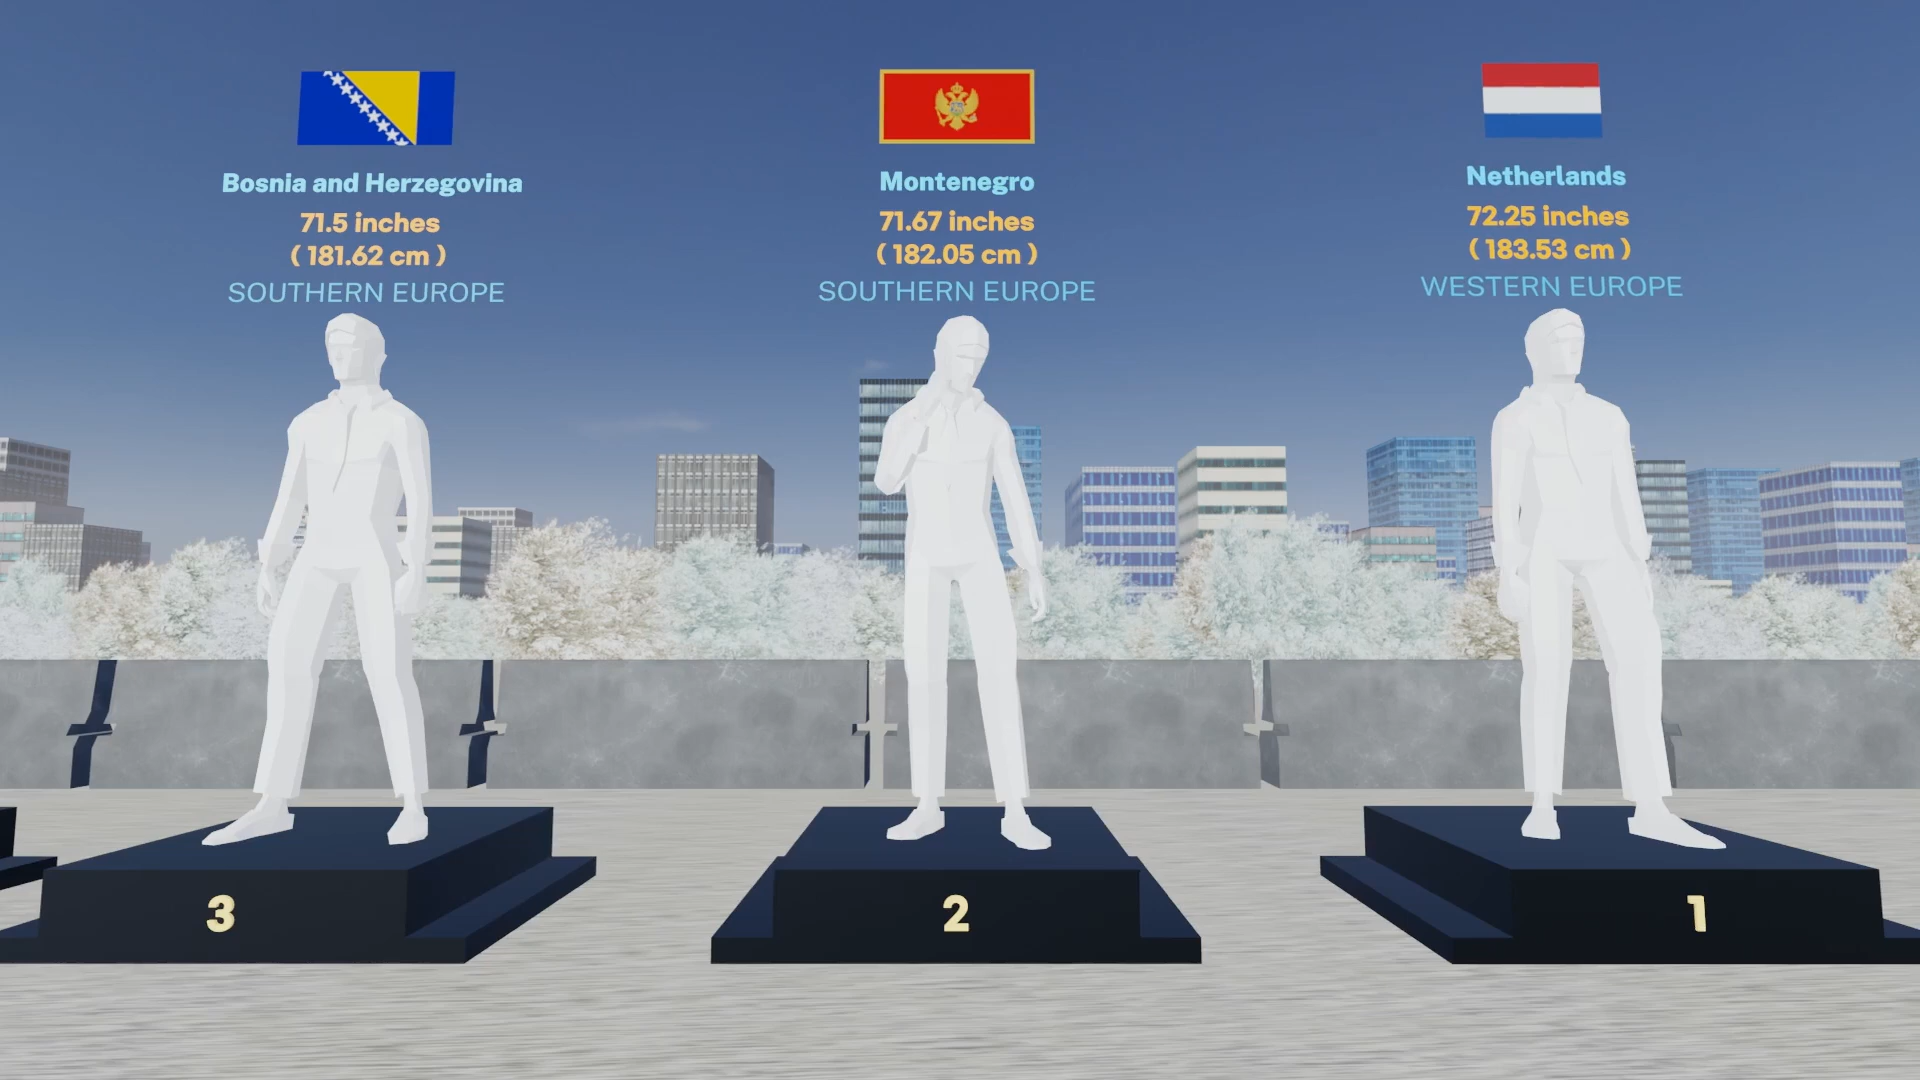 Bosnia and Herzegovina
71.5 inches
( 181.62 cm )
SOUTHERN EUROPE
3
Montenegro
71.67 inches
( 182.05 cm )
SOUTHERN EUROPE
2
Netherlands
72.25 inches
( 183.53 cm )
WESTERN EUROPE
1